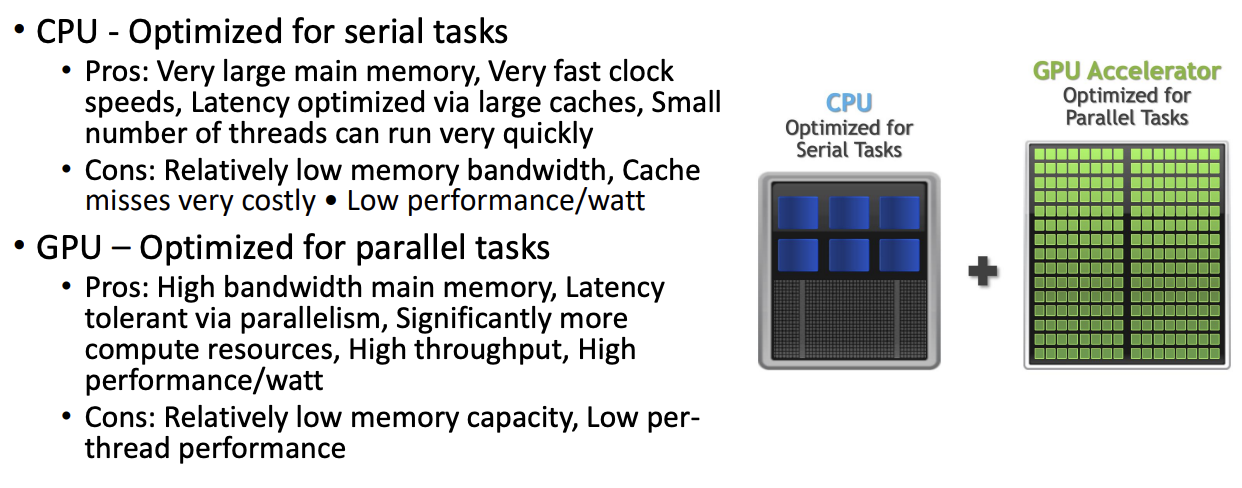 • CPU - Optimized for serial tasks
• Pros: Very large main memory, Very fast clock
speeds, Latency optimized via large caches, Small
number of threads can run very quickly
• Cons: Relatively low memory bandwidth, Cache
misses very costly • Low performance/watt
• GPU – Optimized for parallel tasks
• Pros: High bandwidth main memory, Latency
tolerant via parallelism, Significantly more
compute resources, High throughput, High
performance/watt
• Cons: Relatively low memory capacity, Low per-
thread performance
CPU
Optimized for
Serial Tasks
+
GPU Accelerator
Optimized for
Parallel Tasks